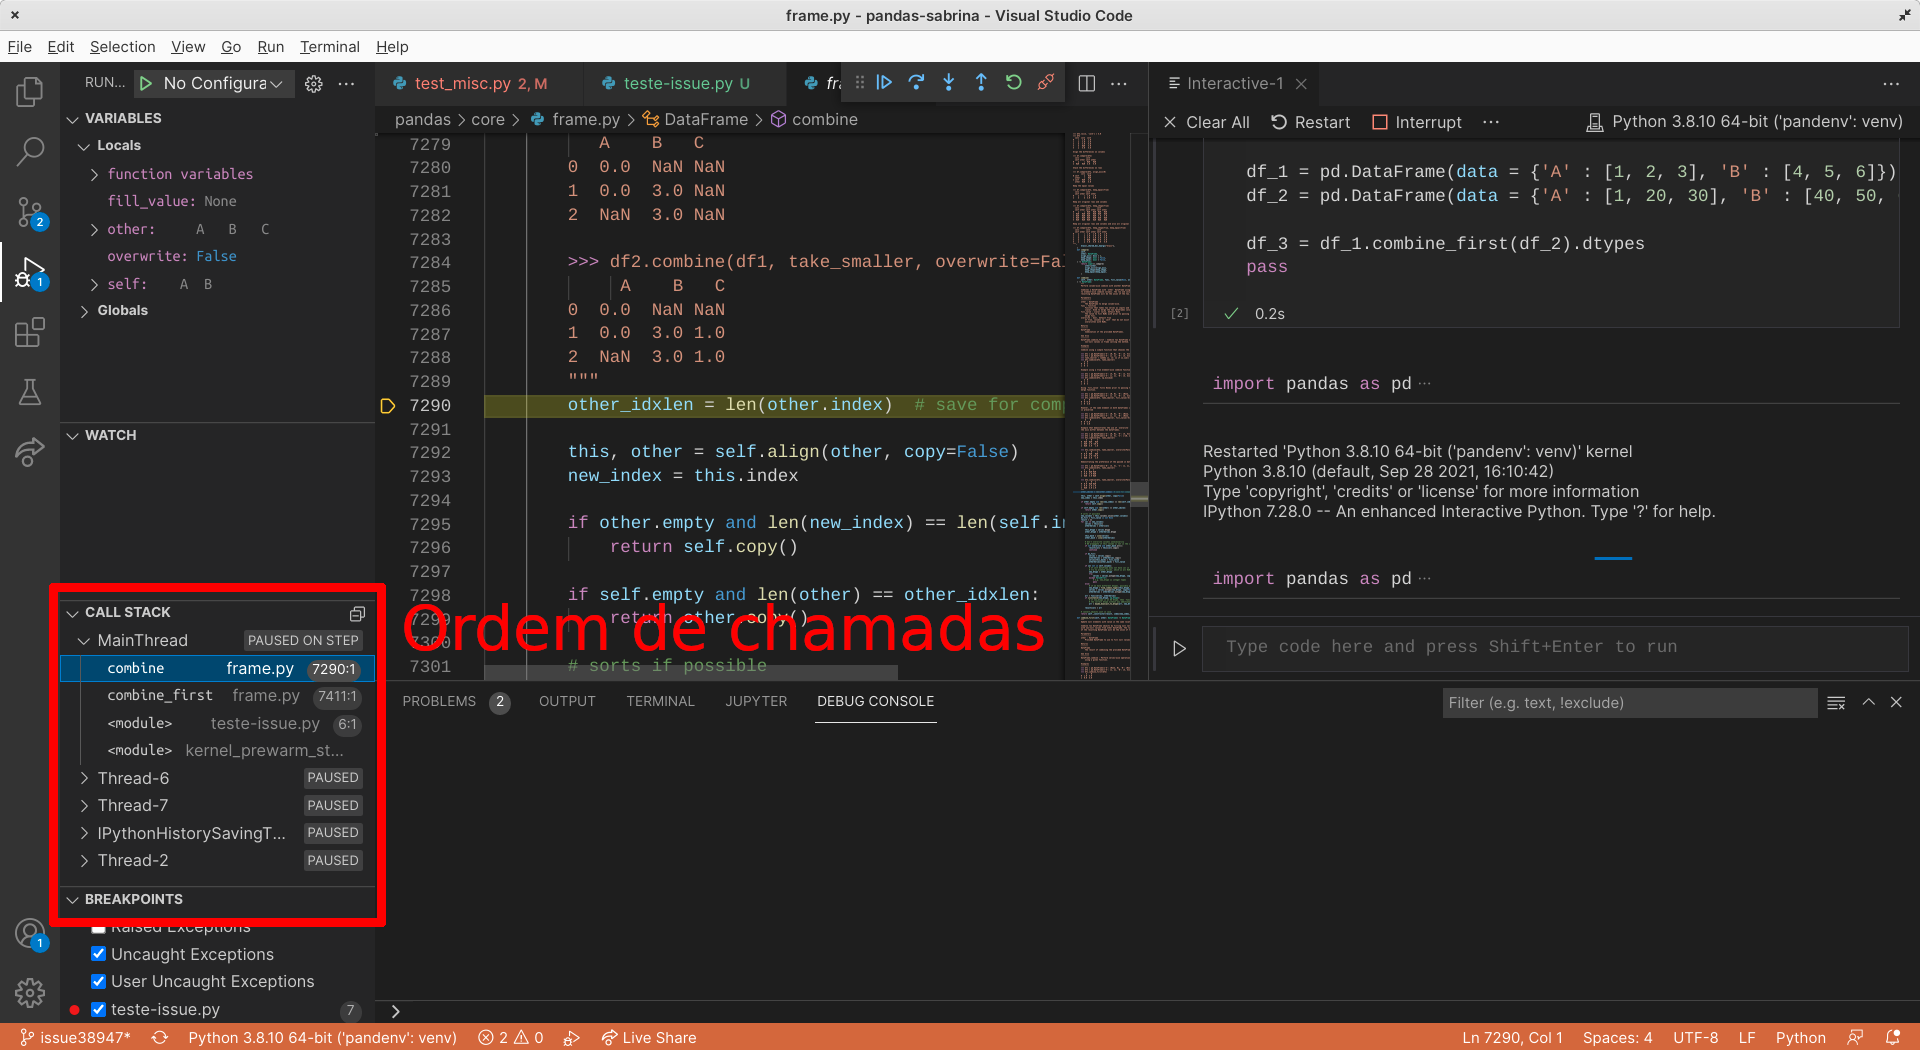 frame.py - pandas-sabrina - Visual Studio Code
File Edit Selection View Go Run Terminal Help
RUN... No Configura
VARIABLES
Locals
function variables
fill_value: None
other: A B C
overwrite: False
self: A B
Globals
WATCH
CALL STACK
MainThread PAUSED ON STEP
combine frame.py 7290:1
combine_first frame.py 7411:1
<module> teste-issue.py 6:1
<module> kernel_prewarm_st...
Thread-6 PAUSED
Thread-7 PAUSED
IPythonHistorySavingT... PAUSED
Thread-2 PAUSED
BREAKPOINTS
Raised Exceptions
Uncaught Exceptions
User Uncaught Exceptions
teste-issue.py 7
2
1
1
test_misc.py 2, M teste-issue.py U
pandas > core > frame.py > DataFrame > combine
7279 A B C
7280 0 0.0 NaN NaN
7281 1 0.0 3.0 NaN
7282 2 NaN 3.0 NaN
7283
7284 >>> df2.combine(df1, take_smaller, overwrite=Fal
7285 A B C
7286 0 0.0 NaN NaN
7287 1 0.0 3.0 1.0
7288 2 NaN 3.0 1.0
7289 """
7290 other_idxlen = len(other.index) # save for com
7291
7292 this, other = self.align(other, copy=False)
7293 new_index = this.index
7294
7295 if other.empty and len(new_index) == len(self.in
7296 return self.copy()
7297
7298 if self.empty and len(other) == other_idxlen:
7299 return other.copy()
7300
7301 # sorts if possible
Ordem de chamadas
Interactive-1
Clear All Restart Interrupt ··· Python 3.8.10 64-bit ('pandenv': venv)
df_1 = pd.DataFrame(data = {'A' : [1, 2, 3], 'B' : [4, 5, 6]})
df_2 = pd.DataFrame(data = {'A' : [1, 20, 30], 'B' : [40, 50,
df_3 = df_1.combine_first(df_2).dtypes
pass
[2] 0.2s
import pandas as pd ···
Restarted 'Python 3.8.10 64-bit ('pandenv': venv)' kernel
Python 3.8.10 (default, Sep 28 2021, 16:10:42)
Type 'copyright', 'credits' or 'license' for more information
IPython 7.28.0 -- An enhanced Interactive Python. Type '?' for help.
import pandas as pd ···
Type code here and press Shift+Enter to run
PROBLEMS 2 OUTPUT TERMINAL JUPYTER DEBUG CONSOLE Filter (e.g. text, !exclude)
issue38947* Python 3.8.10 64-bit ('pandenv': venv) 2 0 Live Share Ln 7290, Col 1 Spaces: 4 UTF-8 LF Python